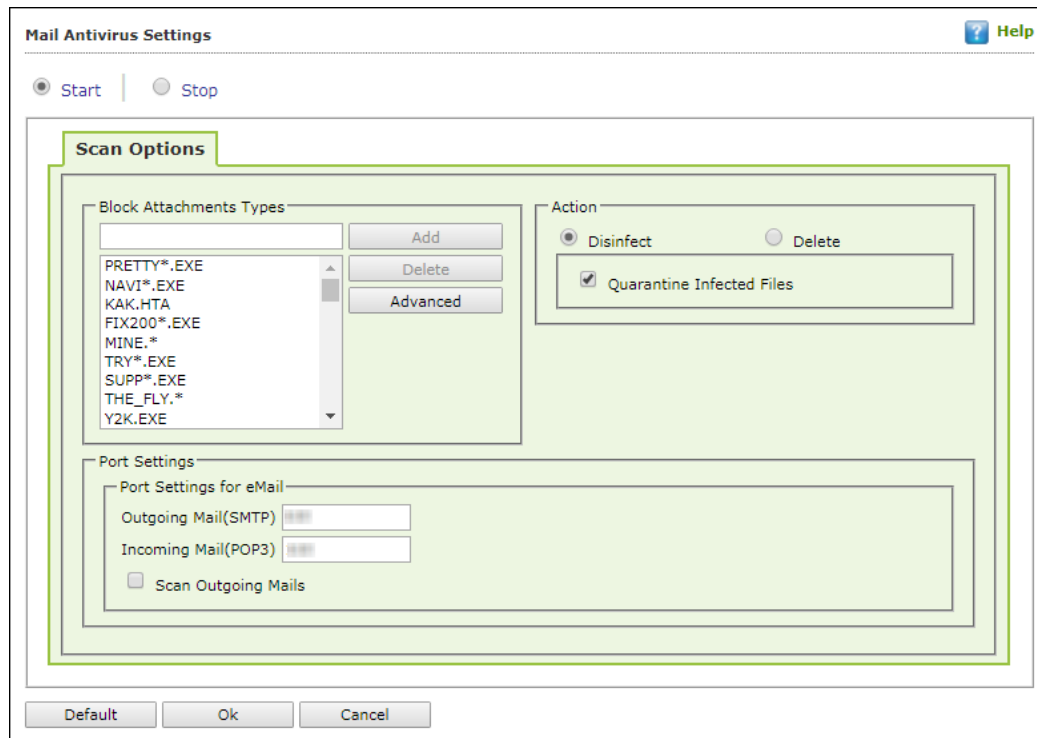 Mail Antivirus Settings
Help
Start
Stop
Scan Options
Block Attachments Types
Add
PRETTY*.EXE
NAVI*.EXE
KAK.HTA
FIX200*.EXE
MINE.*
TRY*.EXE
SUPP*.EXE
THE_FLY.*
Y2K.EXE
Delete
Advanced
Action
Disinfect
Delete
Quarantine Infected Files
Port Settings
Port Settings for eMail
Outgoing Mail(SMTP)
Incoming Mail(POP3)
Scan Outgoing Mails
Default
Ok
Cancel